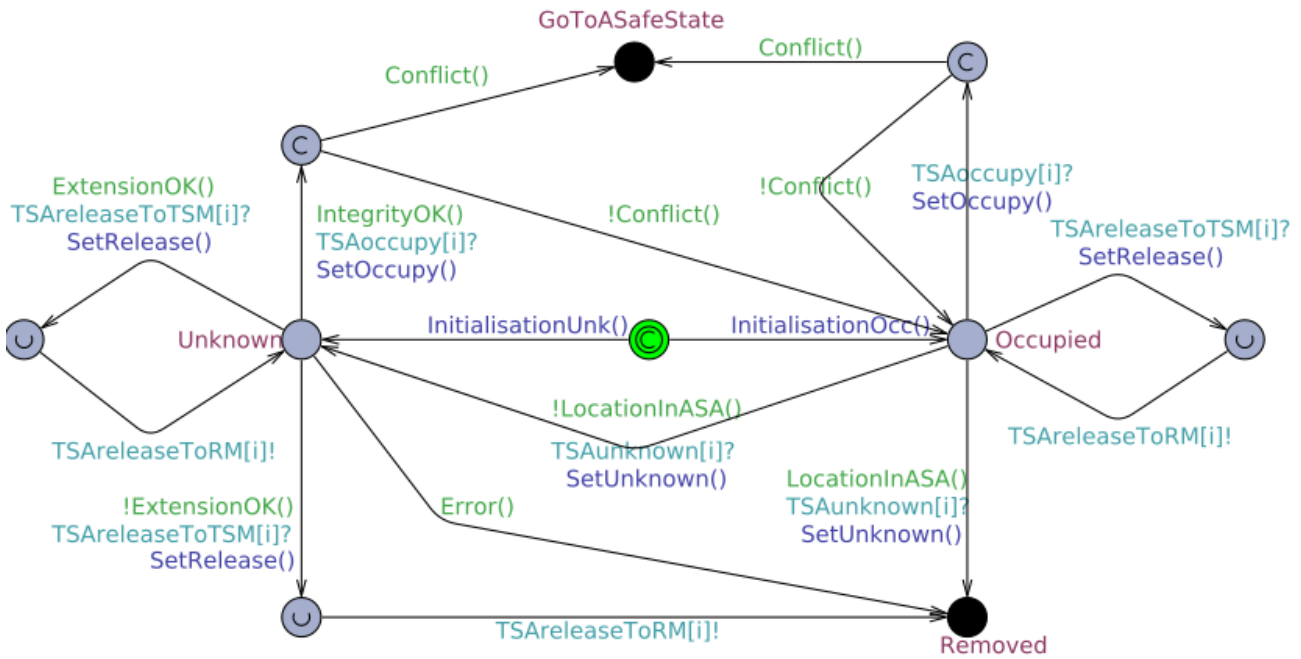 GoToASafeState
Conflict()
Conflict()
C
C
ExtensionOK()
TSAreleaseToTSM[i]?
SetRelease()
IntegrityOK()
TSAoccupy[i]?
SetOccupy()
!Conflict()
!Conflict()
TSAoccupy[i]?
SetOccupy()
TSAreleaseToTSM[i]?
SetRelease()
U
Unknown
InitialisationUnk()
C
InitialisationOcc()
Occupied
U
TSAreleaseToRM[i]!
!LocationInASA()
TSAunknown[i]?
SetUnknown()
TSAreleaseToRM[i]!
!ExtensionOK()
TSAreleaseToTSM[i]?
SetRelease()
Error()
LocationInASA()
TSAunknown[i]?
SetUnknown()
U
TSAreleaseToRM[i]!
Removed